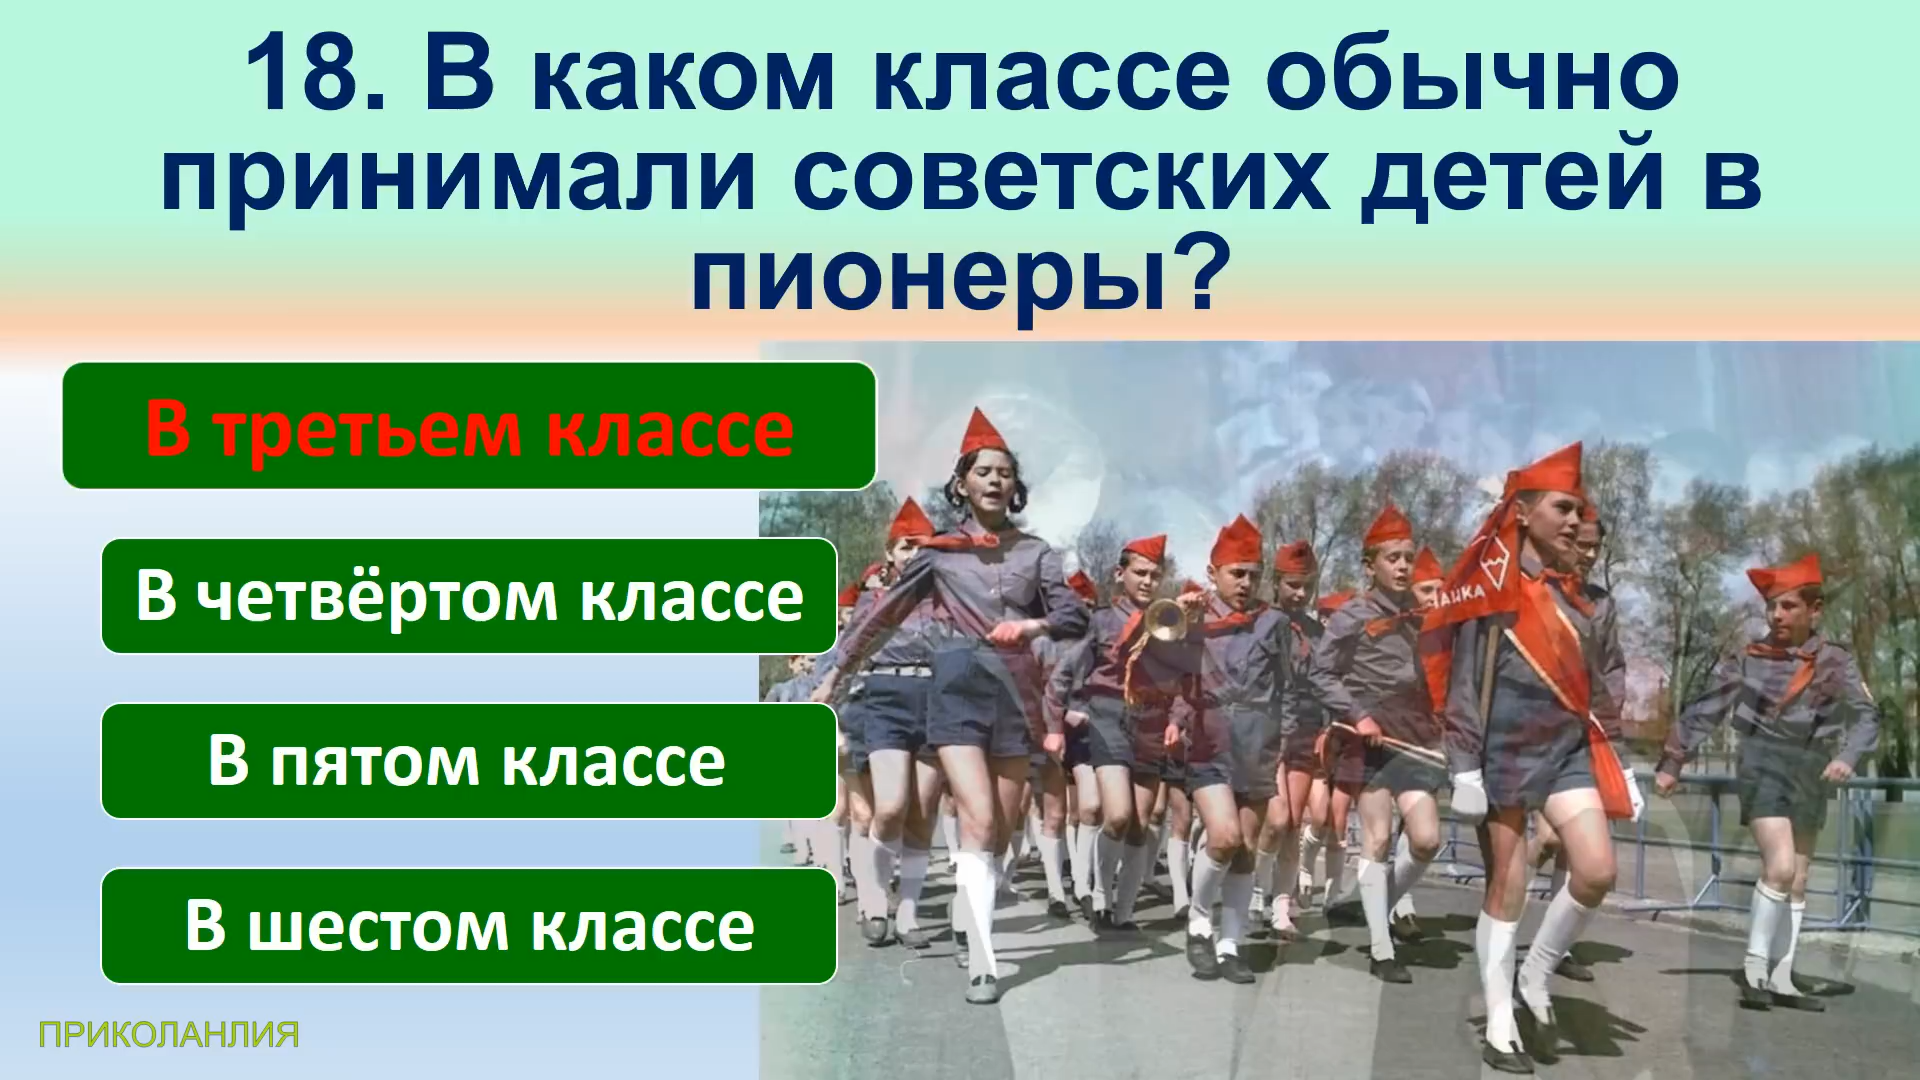 18. В каком классе обычно
принимали советских детей в
пионеры?
В третьем классе
В четвёртом классе
В пятом классе
В шестом классе
ПРИКОЛАНЛИЯ